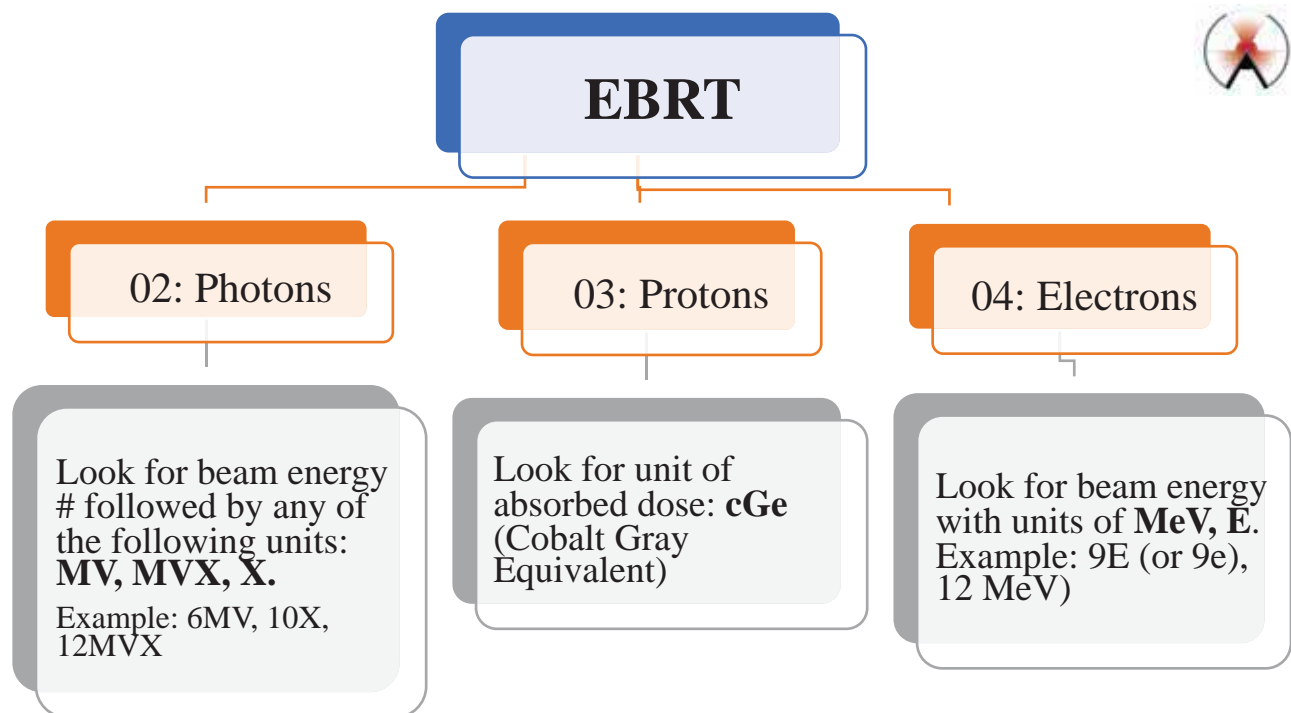 EBRT
02: Photons
03: Protons
04: Electrons
Look for beam energy
# followed by any of
the following units:
MV, MVX, X.
Example: 6MV, 10X,
12MVX
Look for unit of
absorbed dose: cGe
(Cobalt Gray
Equivalent)
Look for beam energy
with units of MeV, E.
Example: 9E (or 9e),
12 MeV)